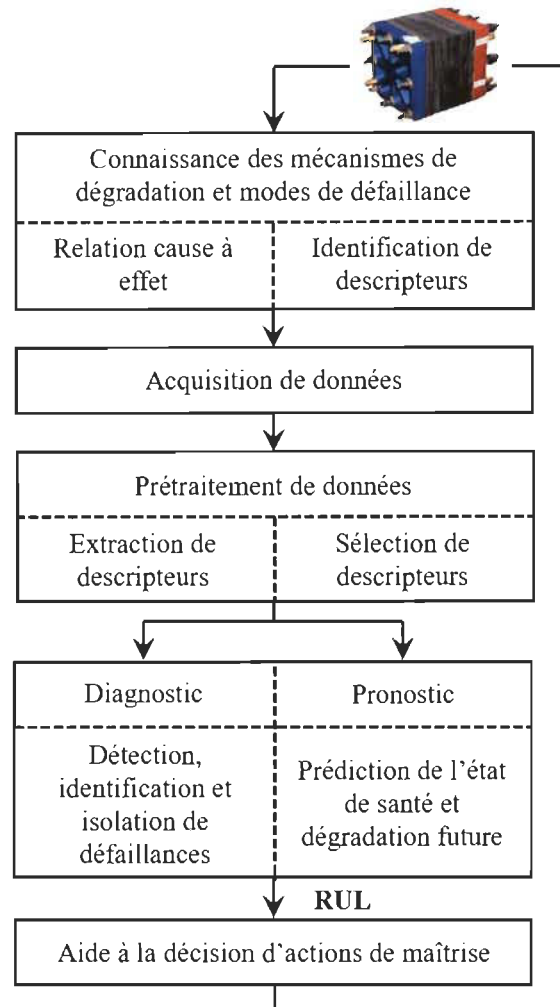 Connaissance des mécanismes de
dégradation et modes de défaillance
Relation cause à
effet
Identification de
descripteurs
Acquisition de données
Prétraitement de données
Extraction de
descripteurs
Sélection de
descripteurs
Diagnostic
Pronostic
Détection,
identification et
isolation de
défaillances
Prédiction de l'état
de santé et
dégradation future
RUL
Aide à la décision d'actions de maîtrise